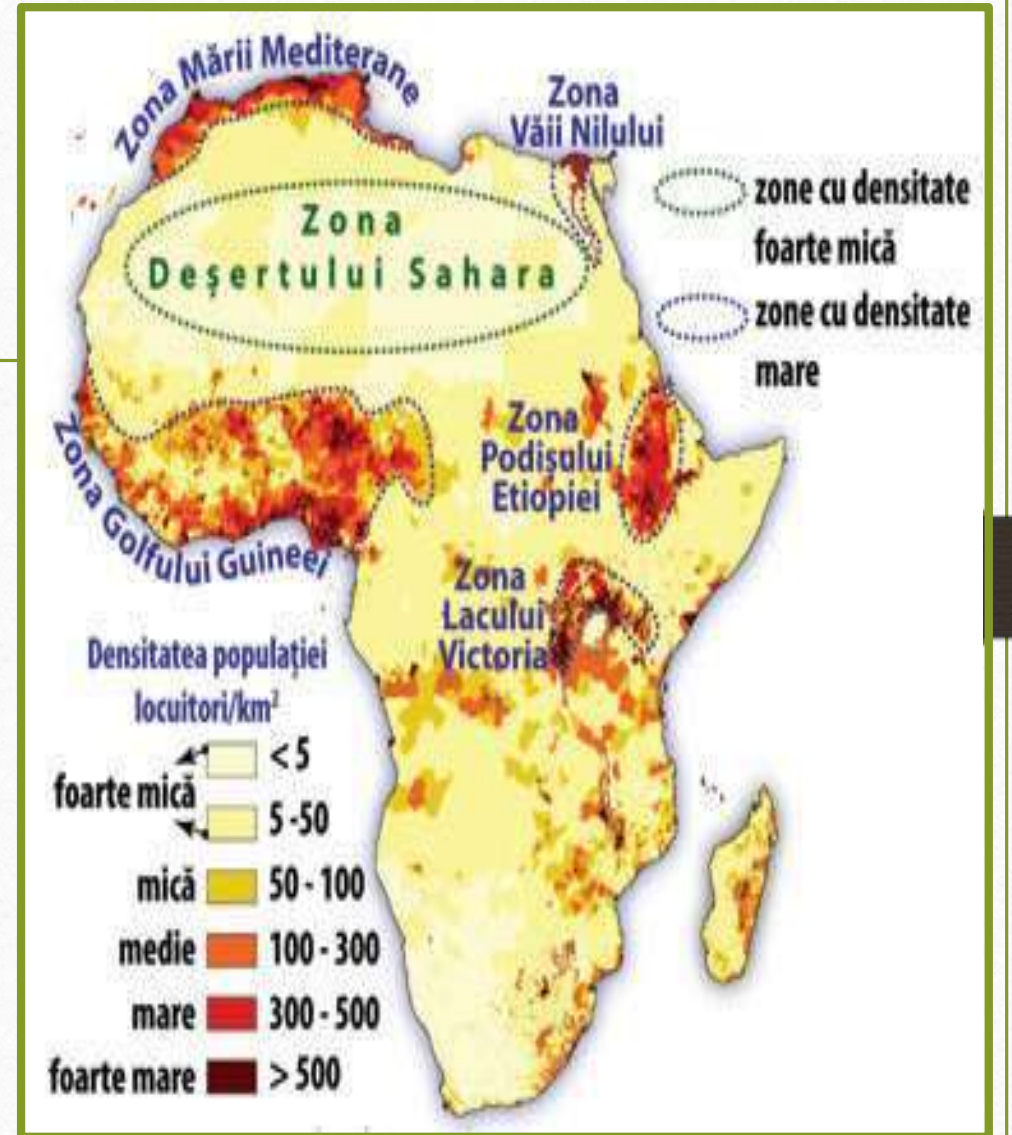 Zona Mării Mediterane
Zona
Văii Nilului
zone cu densitate
foarte mică
zone cu densitate
mare
Zona
Deșertului Sahara
Zona
Podișului
Etiopiei
Zona Golfului Guineei
Zona
Lacului
Victoria
Densitatea populației
locuitori/km²
< 5
foarte mică
5 -50
mică 50 - 100
medie 100 - 300
mare 300 - 500
foarte mare > 500